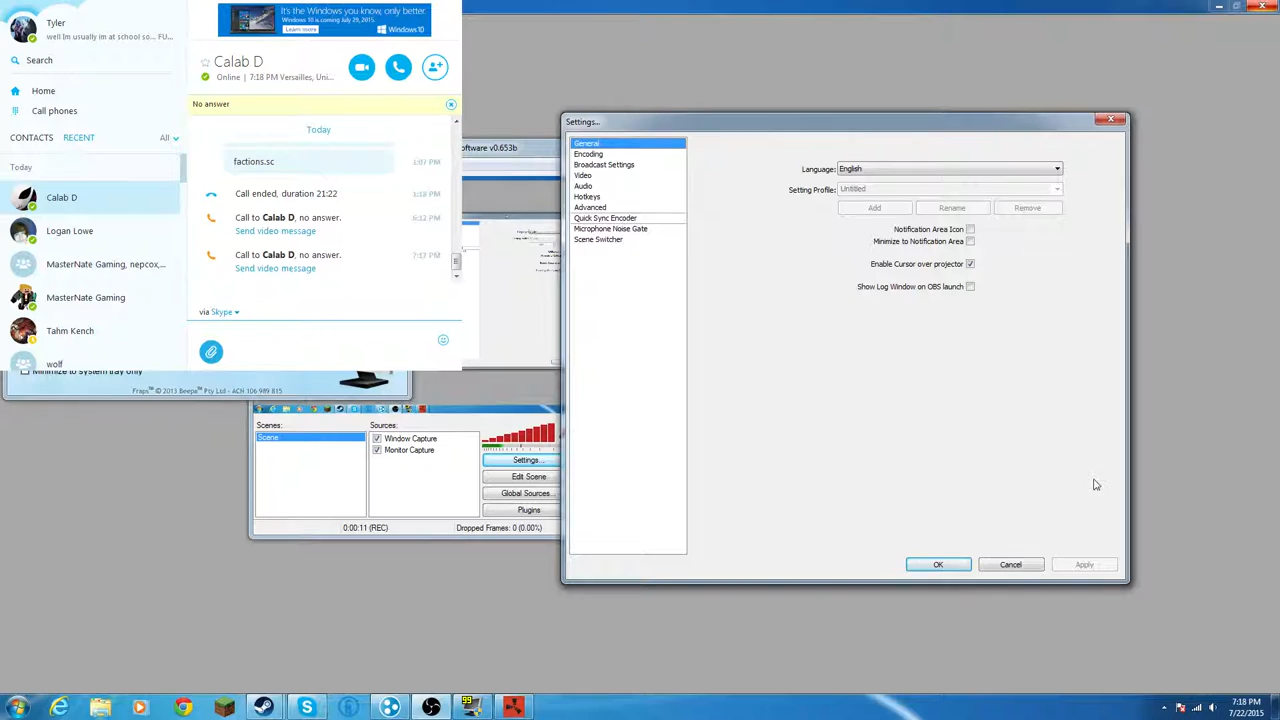 Tyler
well Im usually im at school so... FU...
Search
Home
Call phones
CONTACTS RECENT All
Today
Calab D
Logan Lowe
MasterNate Gaming, nepcox,...
MasterNate Gaming
Tahm Kench
wolf
It's the Windows you know, only better.
Windows 10 is coming July 29, 2015.
Learn more
Windows10
Calab D
Online | 7:18 PM Versailles, Uni...
No answer
Today
factions.sc 1:07 PM
Call ended, duration 21:22 1:18 PM
Call to Calab D, no answer. 6:12 PM
Send video message
Call to Calab D, no answer. 7:17 PM
Send video message
via Skype
Minimize to system tray only
Fraps™ © 2013 Beepa™ Pty Ltd - ACN 106 989 815
oftware v0.653b
Scenes:
Scene
Sources:
Window Capture
Monitor Capture
Settings...
Edit Scene
Global Sources...
Plugins
0:00:11 (REC)
Dropped Frames: 0 (0.00%)
Settings...
General
Encoding
Broadcast Settings
Video
Audio
Hotkeys
Advanced
Quick Sync Encoder
Microphone Noise Gate
Scene Switcher
Language: English
Setting Profile: Untitled
Add Rename Remove
Notification Area Icon
Minimize to Notification Area
Enable Cursor over projector
Show Log Window on OBS launch
OK Cancel Apply
99
7:18 PM
7/22/2015